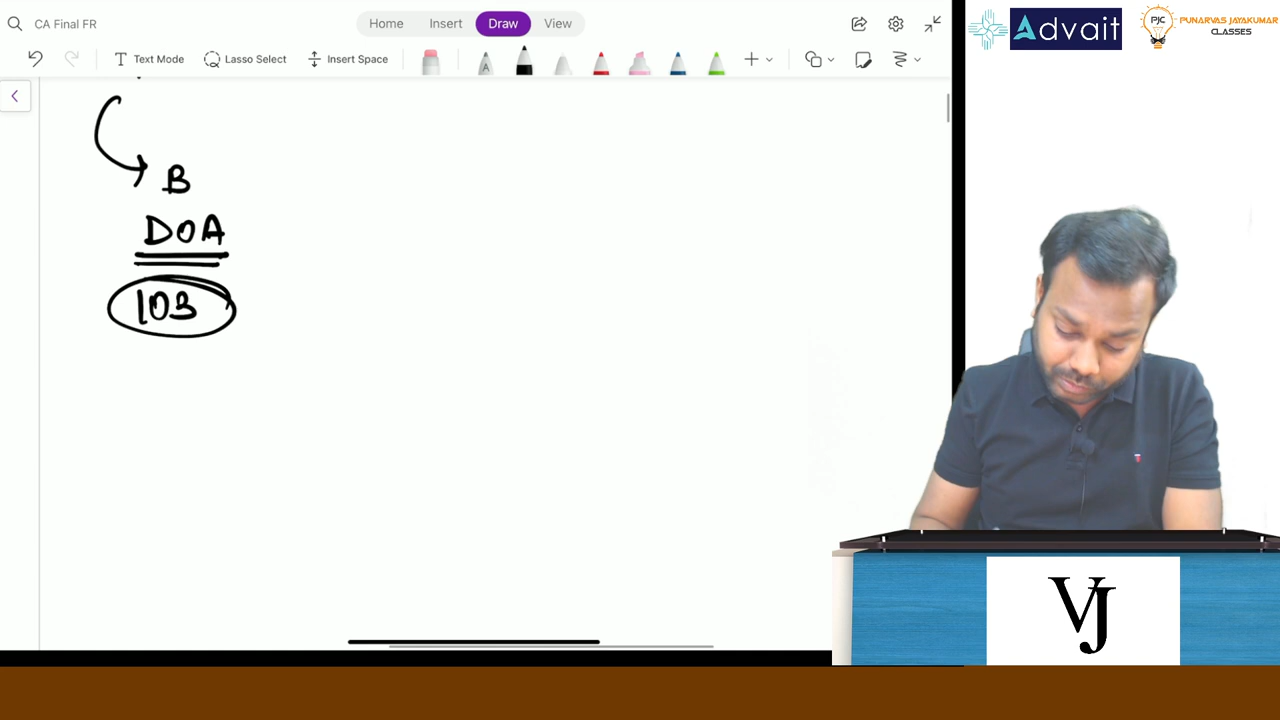 CA Final FR
Home Insert Draw View
Advait
PJC
PUNARVAS JAYAKUMAR
CLASSES
A Text Mode Lasso Select Insert Space
B
DOA
103
VJ